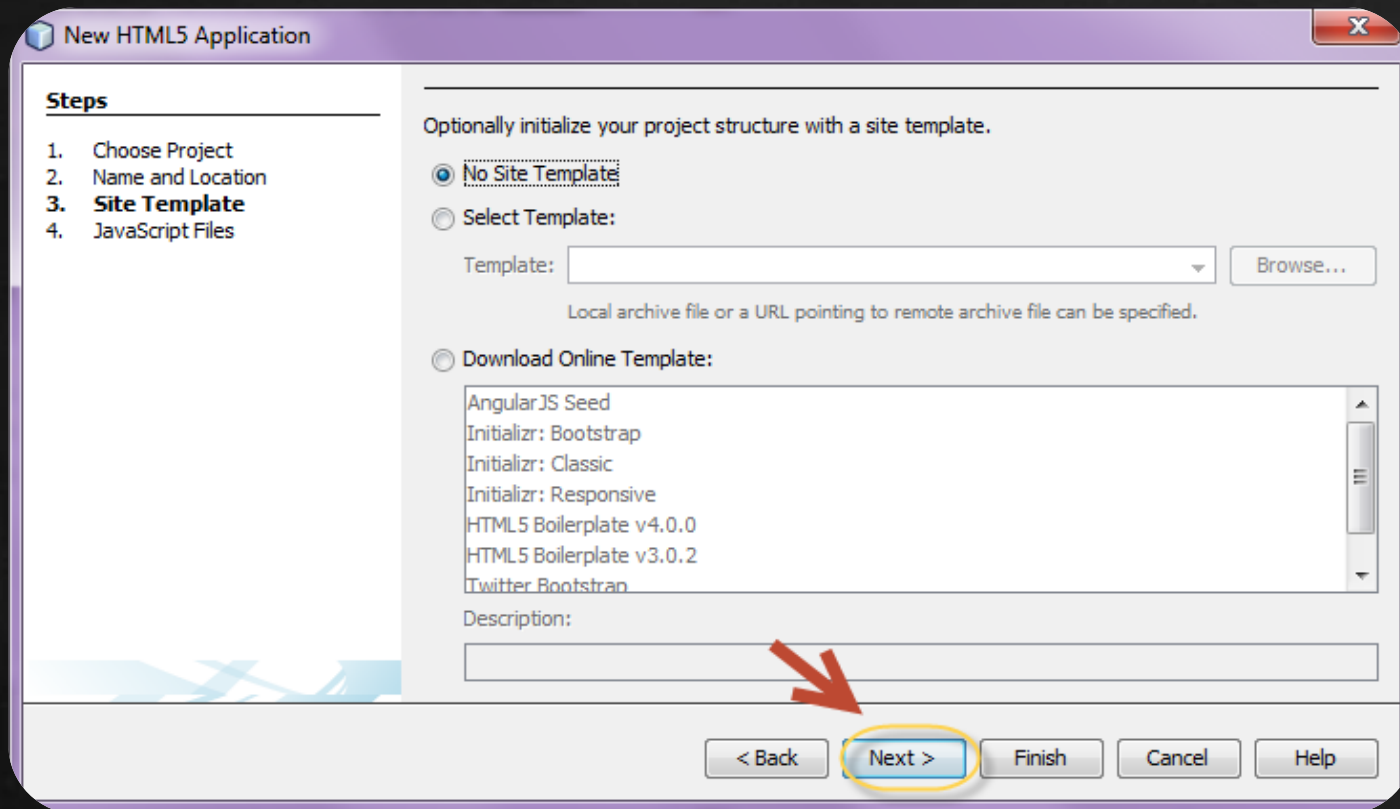 New HTML5 Application
Steps
1. Choose Project
2. Name and Location
3. Site Template
4. JavaScript Files
Optionally initialize your project structure with a site template.
No Site Template
Select Template:
Template:
Browse...
Local archive file or a URL pointing to remote archive file can be specified.
Download Online Template:
AngularJS Seed
Initializr: Bootstrap
Initializr: Classic
Initializr: Responsive
HTML5 Boilerplate v4.0.0
HTML5 Boilerplate v3.0.2
Twitter Bootstrap
Description:
< Back Next > Finish Cancel Help